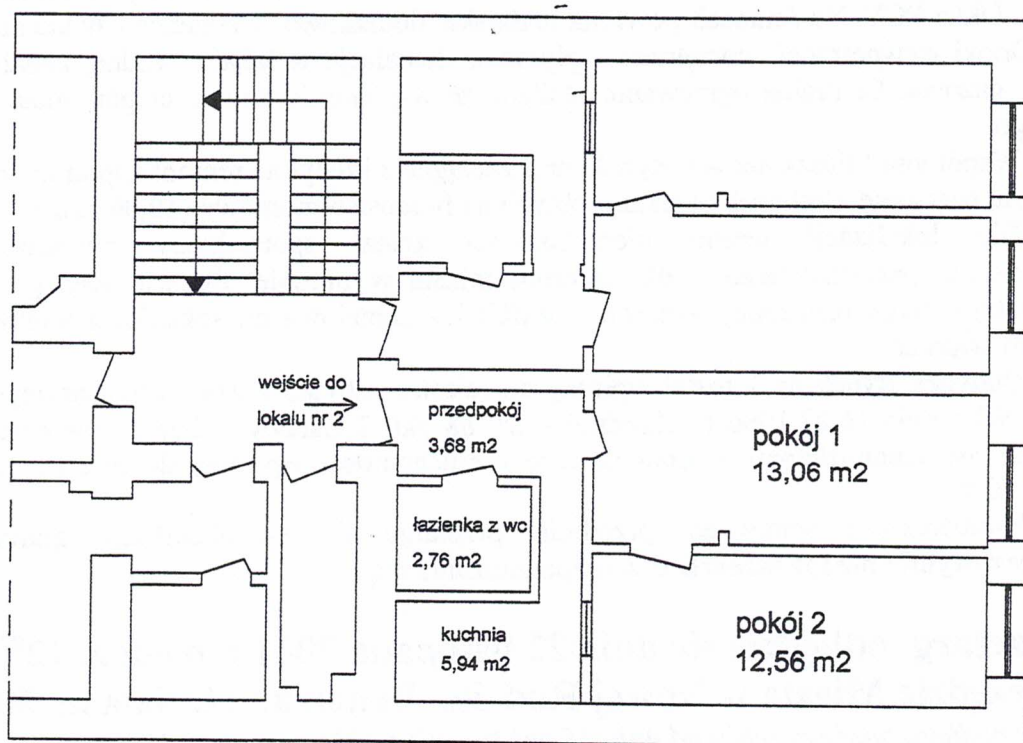 wejście do
lokalu nr 2
przedpokój
3,68 m2
pokój 1
13,06 m2
łazienka z wc
2,76 m2
kuchnia
5,94 m2
pokój 2
12,56 m2